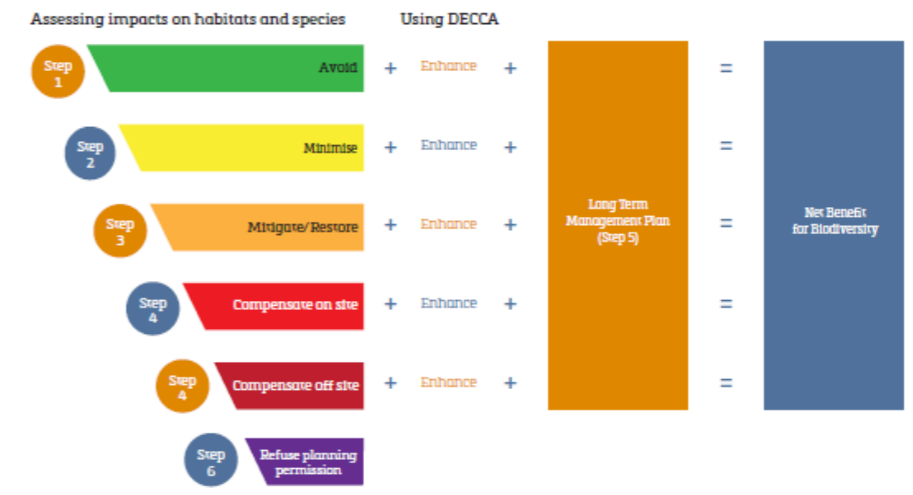 Assessing impacts on habitats and species
Using DECCA
Step
1
Avoid
+
Enhance
+
=
Step
2
Minimise
+
Enhance
+
=
Step
3
Mitigate/Restore
+
Enhance
+
Long Term
Management Plan
(Step 5)
=
Net Benefit
for Biodiversity
Step
4
Compensate on site
+
Enhance
+
=
Step
4
Compensate off site
+
Enhance
+
=
Step
6
Refuse planning
permission